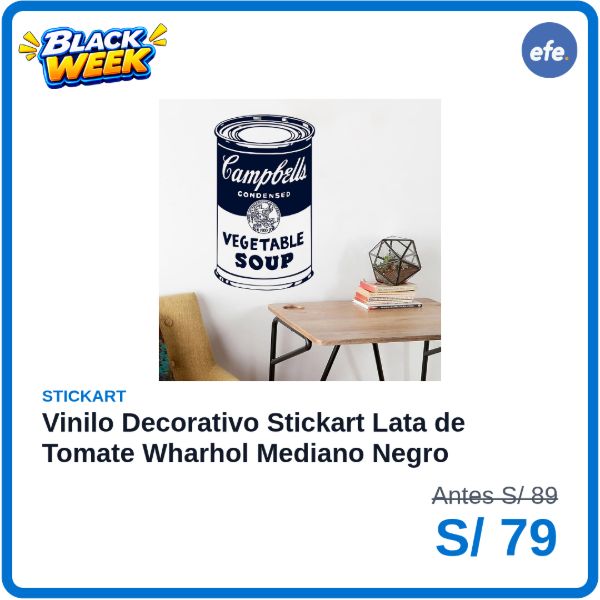 BLACK
WEEK
efe.
Campbell's
CONDENSED
VEGETABLE
SOUP
STICKART
Vinilo Decorativo Stickart Lata de
Tomate Wharhol Mediano Negro
Antes S/ 89
S/ 79